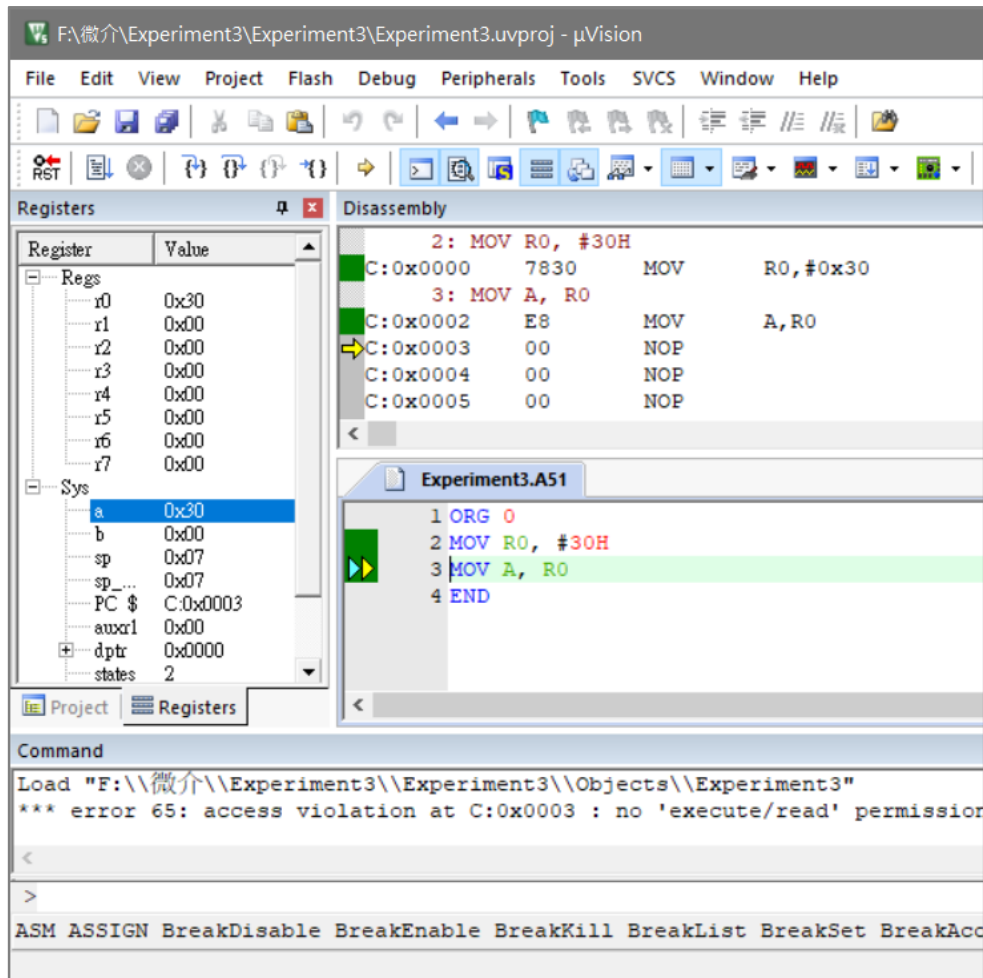 F:\微介\Experiment3\Experiment3\Experiment3.uvproj - µVision
File Edit View Project Flash Debug Peripherals Tools SVCS Window Help
RST
Registers
Register Value
Regs
r0 0x30
r1 0x00
r2 0x00
r3 0x00
r4 0x00
r5 0x00
r6 0x00
r7 0x00
Sys
a 0x30
b 0x00
sp 0x07
sp_... 0x07
PC $ C:0x0003
auxr1 0x00
dptr 0x0000
states 2
Project Registers
Disassembly
2: MOV R0, #30H
C:0x0000 7830 MOV R0,#0x30
3: MOV A, R0
C:0x0002 E8 MOV A,R0
C:0x0003 00 NOP
C:0x0004 00 NOP
C:0x0005 00 NOP
Experiment3.A51
1 ORG 0
2 MOV R0, #30H
3 MOV A, R0
4 END
Command
Load "F:\\微介\\Experiment3\\Experiment3\\Objects\\Experiment3"
*** error 65: access violation at C:0x0003 : no 'execute/read' permission
>
ASM ASSIGN BreakDisable BreakEnable BreakKill BreakList BreakSet BreakAcc